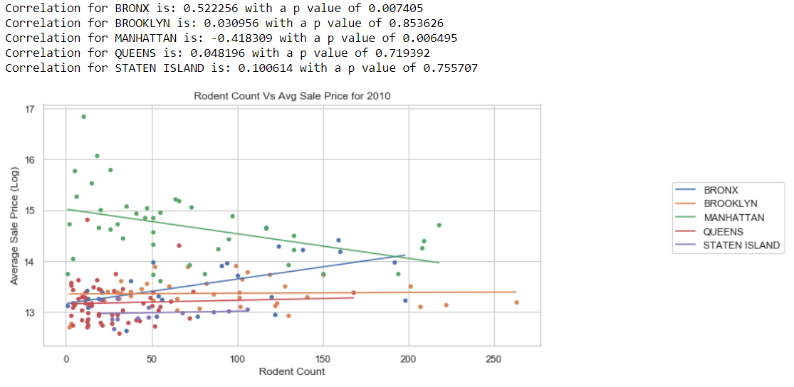 Correlation for BRONX is: 0.522256 with a p value of 0.007405
Correlation for BROOKLYN is: 0.030956 with a p value of 0.853626
Correlation for MANHATTAN is: -0.418309 with a p value of 0.006495
Correlation for QUEENS is: 0.048196 with a p value of 0.719392
Correlation for STATEN ISLAND is: 0.100614 with a p value of 0.755707
Rodent Count Vs Avg Sale Price for 2010
17
16
15
14
13
Average Sale Price (Log)
0 50 100 150 200 250
Rodent Count
BRONX
BROOKLYN
MANHATTAN
QUEENS
STATEN ISLAND